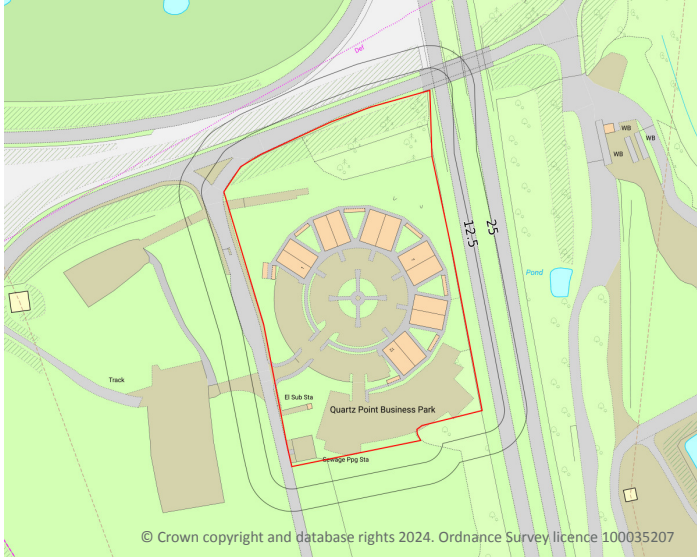 Def
WB
WB
WB
12.5
25
Pond
Track
El Sub Sta
Quartz Point Business Park
Sewage Ppg Sta
© Crown copyright and database rights 2024. Ordnance Survey licence 100035207